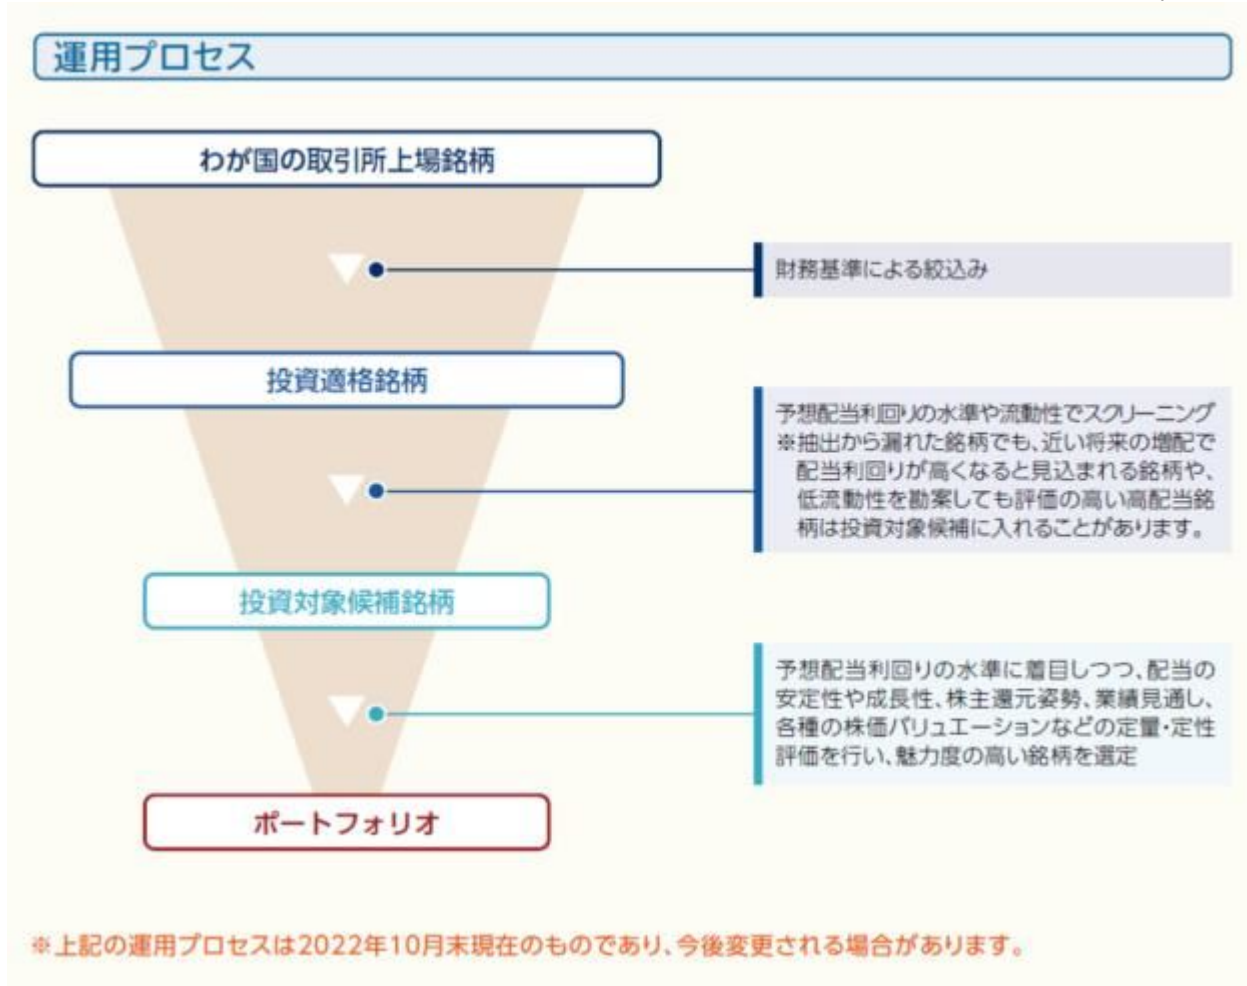 運用プロセス
わが国の取引所上場銘柄
財務基準による絞込み
投資適格銘柄
予想配当利回りの水準や流動性でスクリーニング
※抽出から漏れた銘柄でも、近い将来の増配で
配当利回りが高くなると見込まれる銘柄や、
低流動性を勘案しても評価の高い高配当銘
柄は投資対象候補に入れることがあります。
投資対象候補銘柄
予想配当利回りの水準に着目しつつ、配当の
安定性や成長性、株主還元姿勢、業績見通し、
各種の株価バリュエーションなどの定量・定性
評価を行い、魅力度の高い銘柄を選定
ポートフォリオ
※上記の運用プロセスは2022年10月末現在のものであり、今後変更される場合があります。